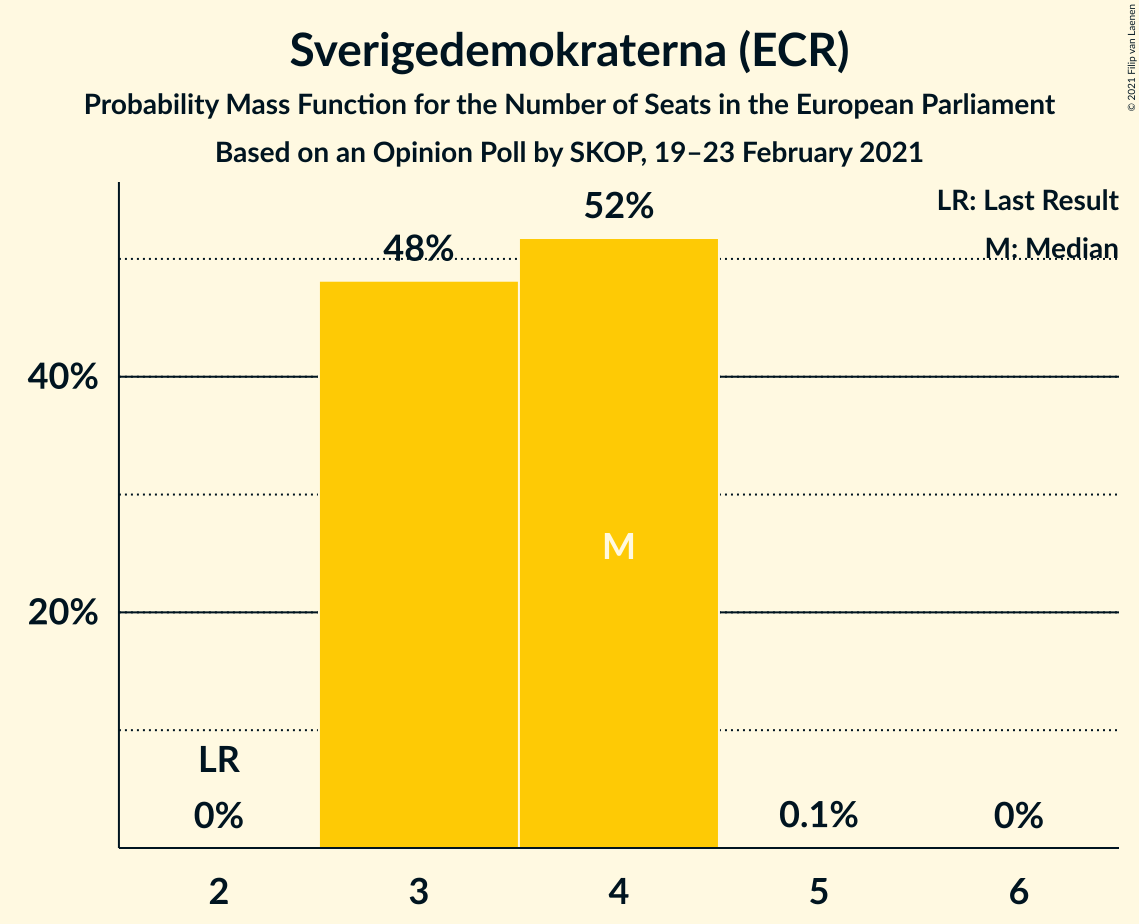 Sverigedemokraterna (ECR)
Probability Mass Function for the Number of Seats in the European Parliament
Based on an Opinion Poll by SKOP, 19–23 February 2021
© 2021 Filip van Laenen
LR: Last Result
M: Median
52%
48%
40%
M
20%
LR
0%
0.1%
0%
2
3
4
5
6